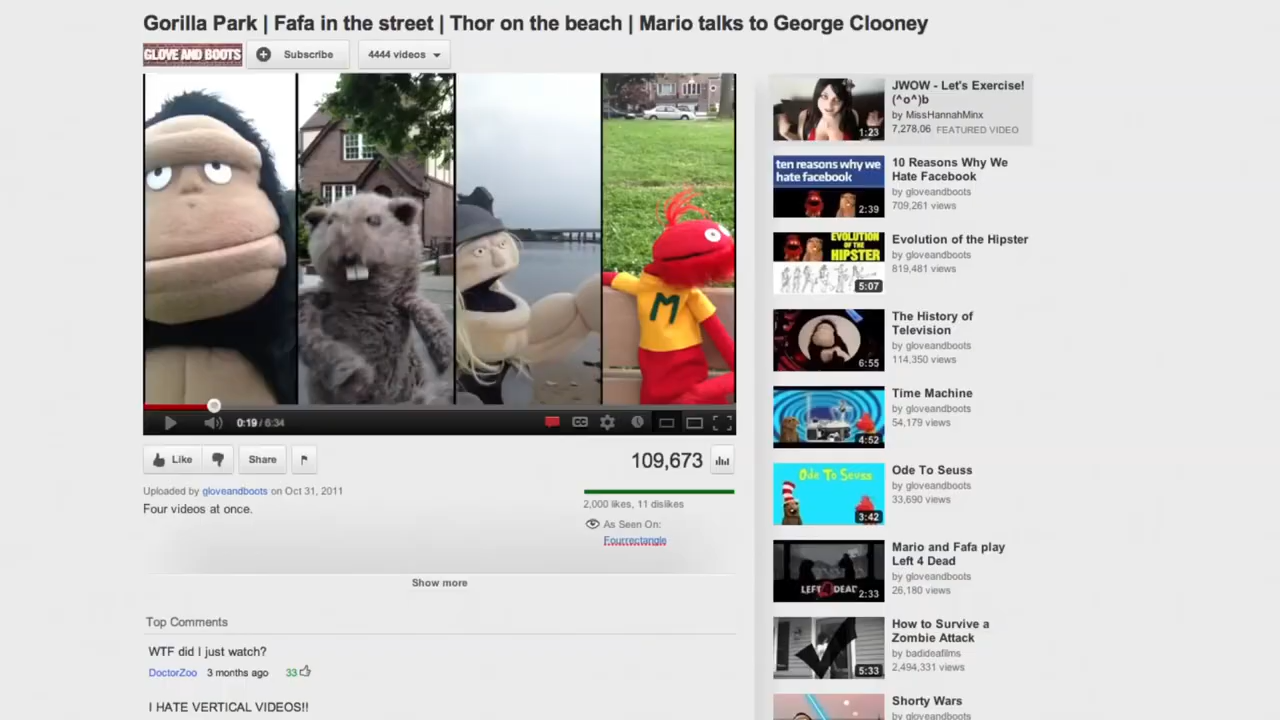 Gorilla Park | Fafa in the street | Thor on the beach | Mario talks to George Clooney
GLOVE AND BOOTS
Subscribe
4444 videos
M
0:19 / 6:34
CC
Like
Share
109,673
Uploaded by gloveandboots on Oct 31, 2011
Four videos at once.
2,000 likes, 11 dislikes
As Seen On:
Fourrectangle
Show more
Top Comments
WTF did I just watch?
DoctorZoo 3 months ago 33
I HATE VERTICAL VIDEOS!!
1:23
JWOW - Let's Exercise!
(^o^)b
by MissHannahMinx
7,278,06 FEATURED VIDEO
ten reasons why we
hate facebook
2:39
10 Reasons Why We
Hate Facebook
by gloveandboots
709,261 views
EVOLUTION
OF THE
HIPSTER
5:07
Evolution of the Hipster
by gloveandboots
819,481 views
6:55
The History of
Television
by gloveandboots
114,350 views
4:52
Time Machine
by gloveandboots
54,179 views
Ode To Seuss
3:42
Ode To Seuss
by gloveandboots
33,690 views
LEFT 4 DEAD
2:33
Mario and Fafa play
Left 4 Dead
by gloveandboots
26,180 views
5:33
How to Survive a
Zombie Attack
by badideafilms
2,494,331 views
Shorty Wars
by gloveandboots